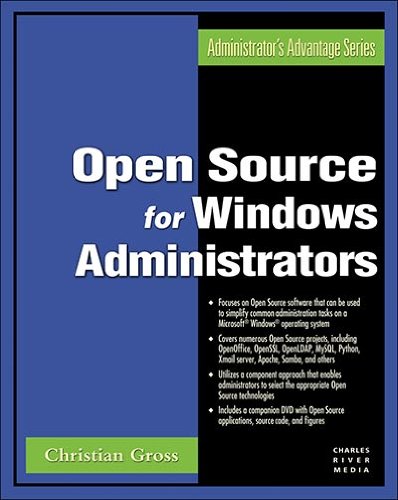 Administrator's Advantage Series
Open Source
for Windows
Administrators
• Focuses on Open Source software that can be used
to simplify common administration tasks on a
Microsoft® Windows® operating system
• Covers numerous Open Source projects, including
OpenOffice, OpenSSL, OpenLDAP, MySQL, Python,
Xmail server, Apache, Samba, and others
• Utilizes a component approach that enables
administrators to select the appropriate Open
Source technologies
• Includes a companion DVD with Open Source
applications, source code, and figures
Christian Gross
CHARLES
RIVER
MEDIA